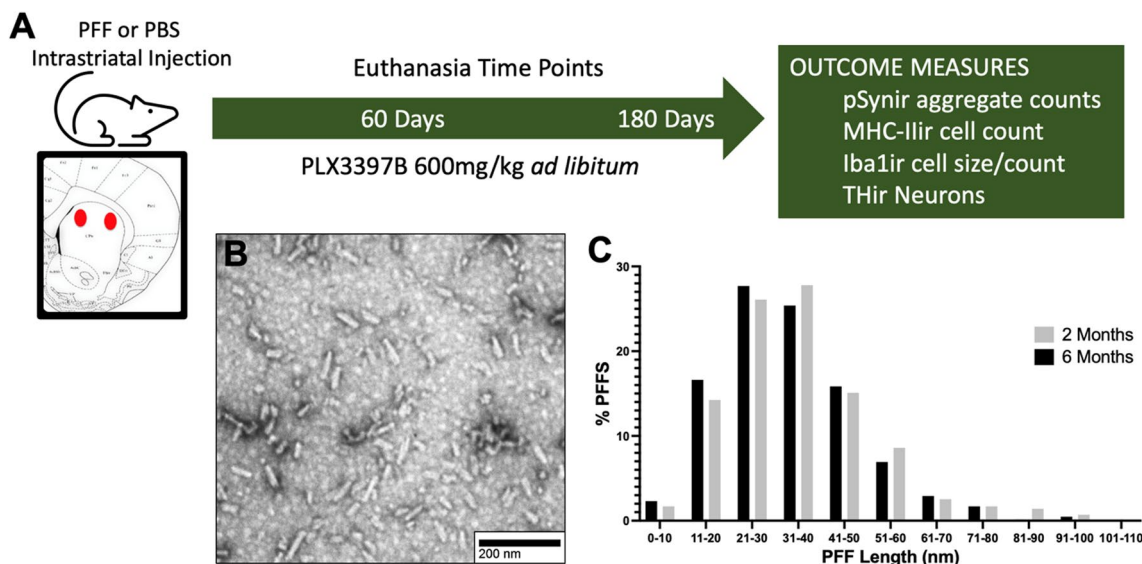 A
PFF or PBS
Intrastriatal Injection
Euthanasia Time Points
60 Days
180 Days
PLX3397B 600mg/kg ad libitum
OUTCOME MEASURES
pSynir aggregate counts
MHC-IIir cell count
Iba1ir cell size/count
THir Neurons
B
200 nm
C
30
20
10
0
% PFFS
2 Months
6 Months
0-10 11-20 21-30 31-40 41-50 51-60 61-70 71-80 81-90 91-100 101-110
PFF Length (nm)